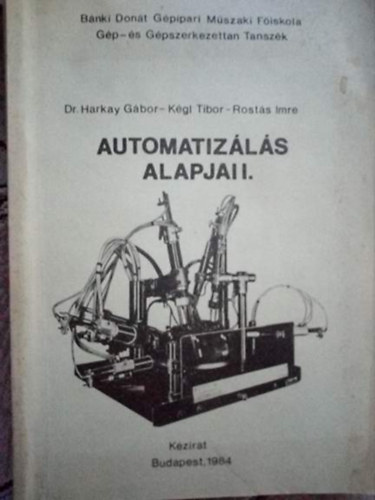 Bánki Donát Gépipari Műszaki Főiskola
Gép-és Gépszerkezettan Tanszék
Dr. Harkay Gábor-Kégl Tibor-Rostás Imre
AUTOMATIZÁLÁS
ALAPJAI I.
Kézirat
Budapest, 1984